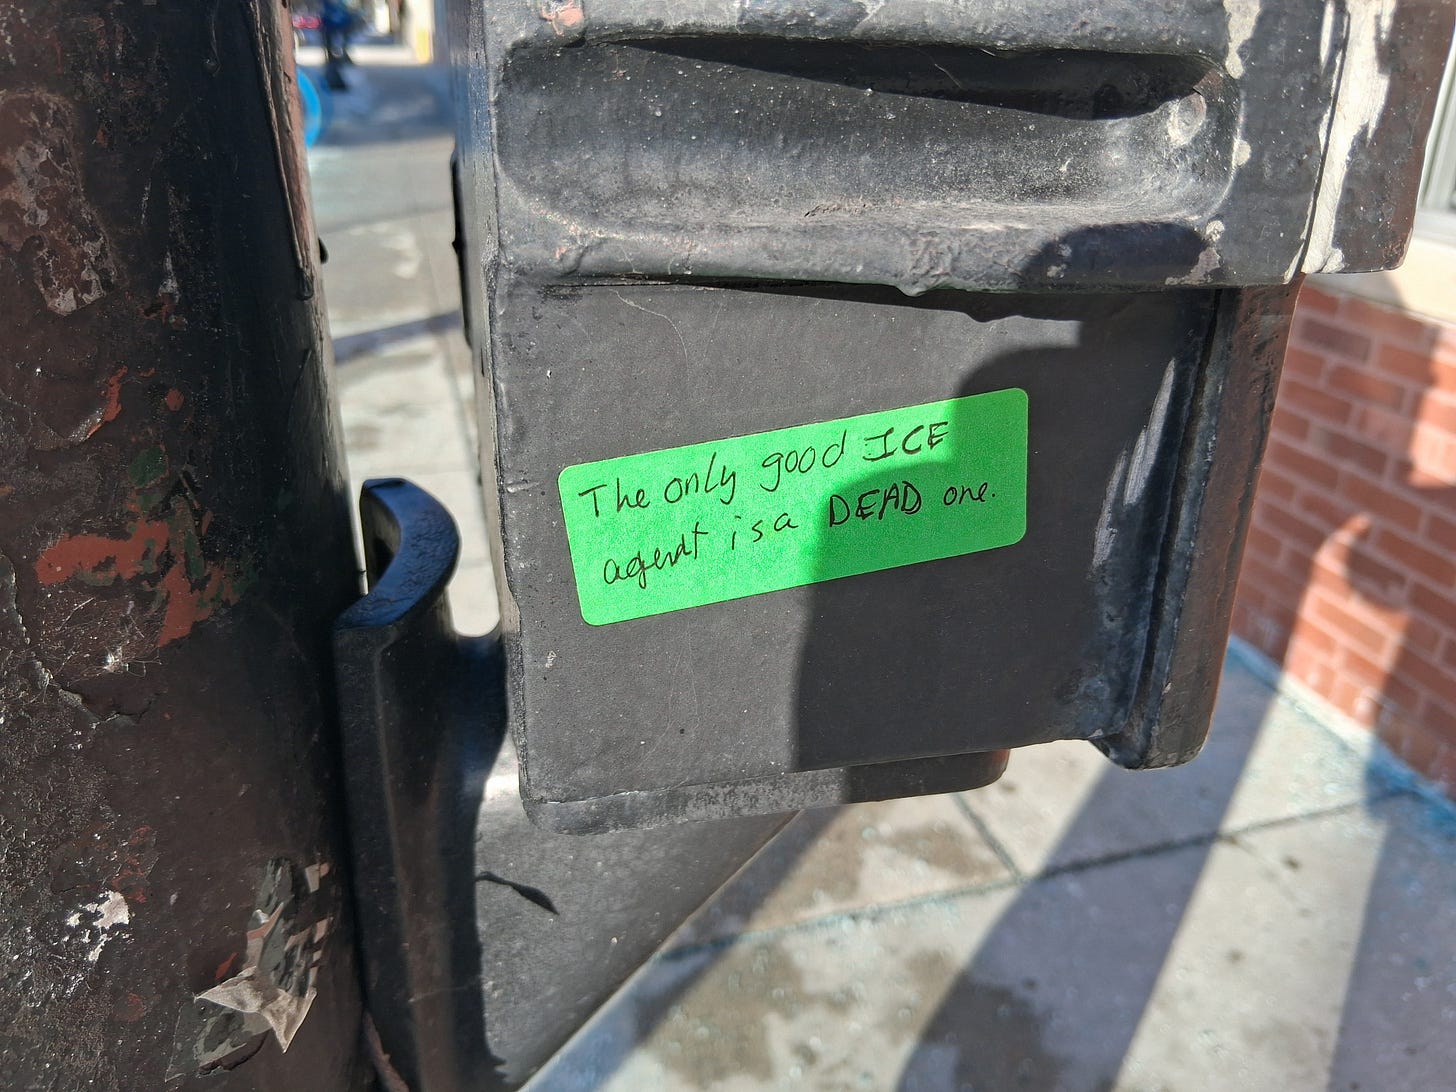 The only good ICE
agent is a DEAD one.